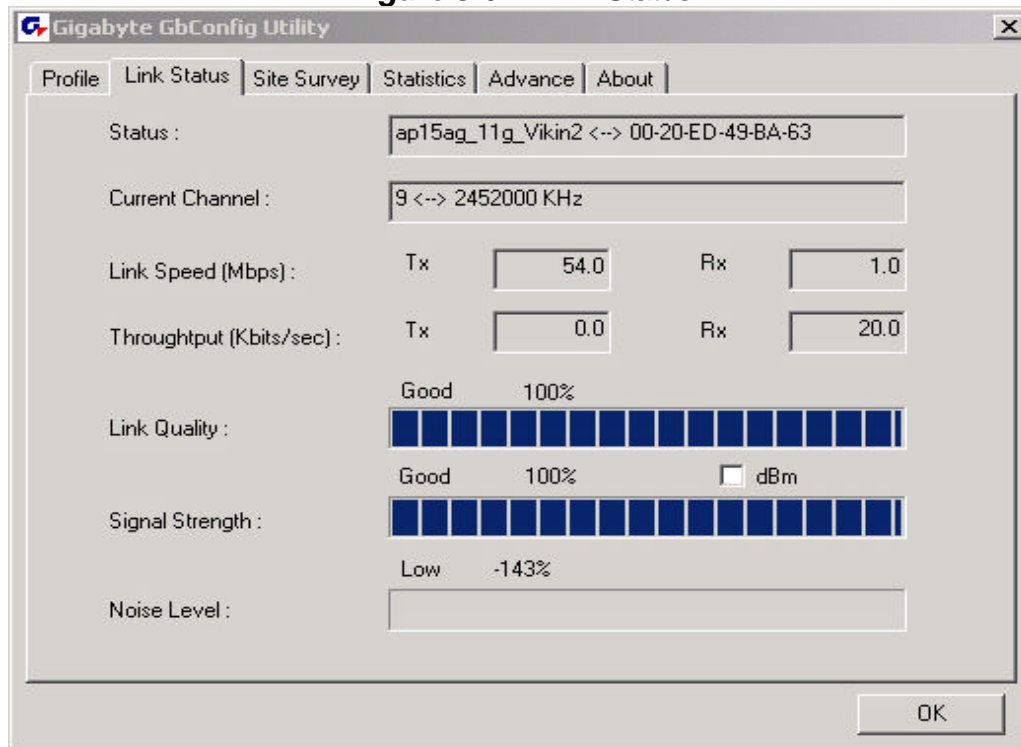 Gigabyte GbConfig Utility
Profile Link Status Site Survey Statistics Advance About
Status : ap15ag_11g_Vikin2 <--> 00-20-ED-49-BA-63
Current Channel : 9 <--> 2452000 KHz
Link Speed (Mbps) : Tx 54.0 Rx 1.0
Throughtput (Kbits/sec) : Tx 0.0 Rx 20.0
Good 100%
Link Quality :
Good 100% dBm
Signal Strength :
Low -143%
Noise Level :
OK